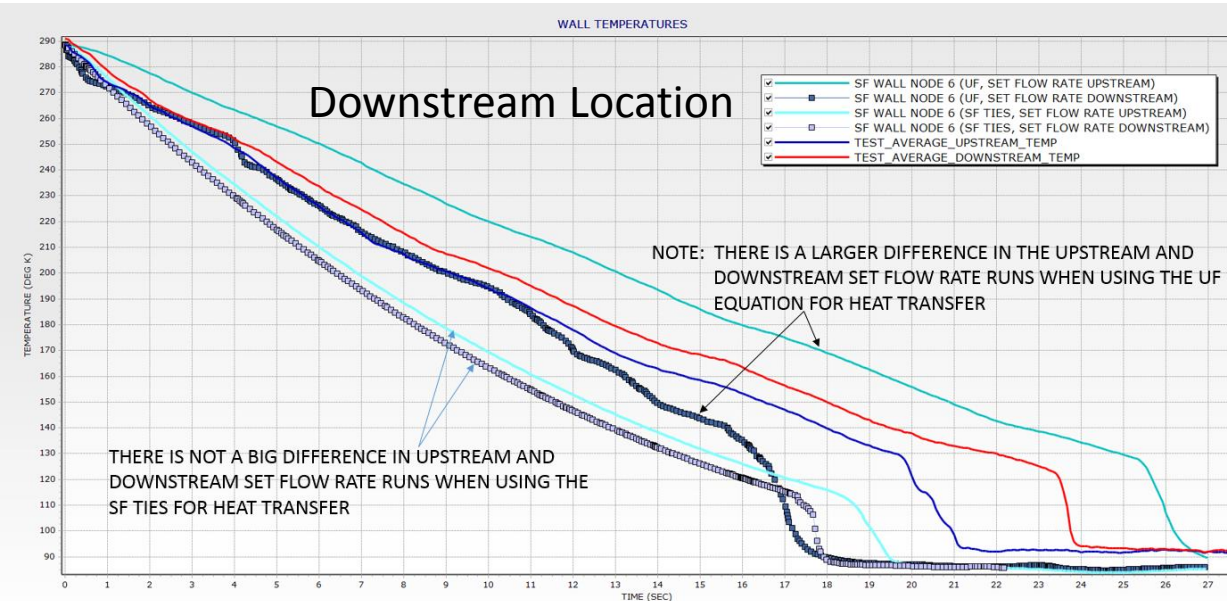 WALL TEMPERATURES
Downstream Location
SF WALL NODE 6 (UF, SET FLOW RATE UPSTREAM)
SF WALL NODE 6 (UF, SET FLOW RATE DOWNSTREAM)
SF WALL NODE 6 (SF TIES, SET FLOW RATE UPSTREAM)
SF WALL NODE 6 (SF TIES, SET FLOW RATE DOWNSTREAM)
TEST_AVERAGE_UPSTREAM_TEMP
TEST_AVERAGE_DOWNSTREAM_TEMP
NOTE: THERE IS A LARGER DIFFERENCE IN THE UPSTREAM AND
DOWNSTREAM SET FLOW RATE RUNS WHEN USING THE UF
EQUATION FOR HEAT TRANSFER
THERE IS NOT A BIG DIFFERENCE IN UPSTREAM AND
DOWNSTREAM SET FLOW RATE RUNS WHEN USING THE
SF TIES FOR HEAT TRANSFER
TEMPERATURE (DEG K)
290
280
270
260
250
240
230
220
210
200
190
180
170
160
150
140
130
120
110
100
90
0 1 2 3 4 5 6 7 8 9 10 11 12 13 14 15 16 17 18 19 20 21 22 23 24 25 26 27
TIME (SEC)